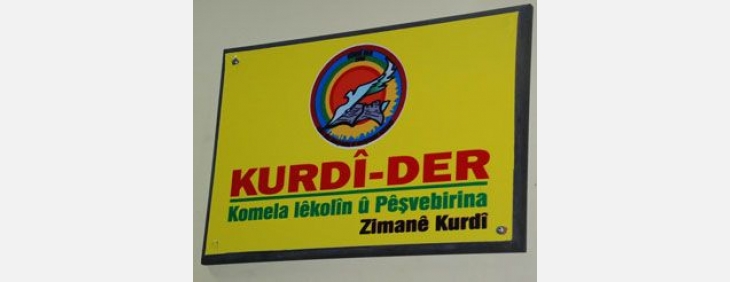 KURDÎ-DER
Komela lêkolîn û Pêşvebirina
Zimanê Kurdî